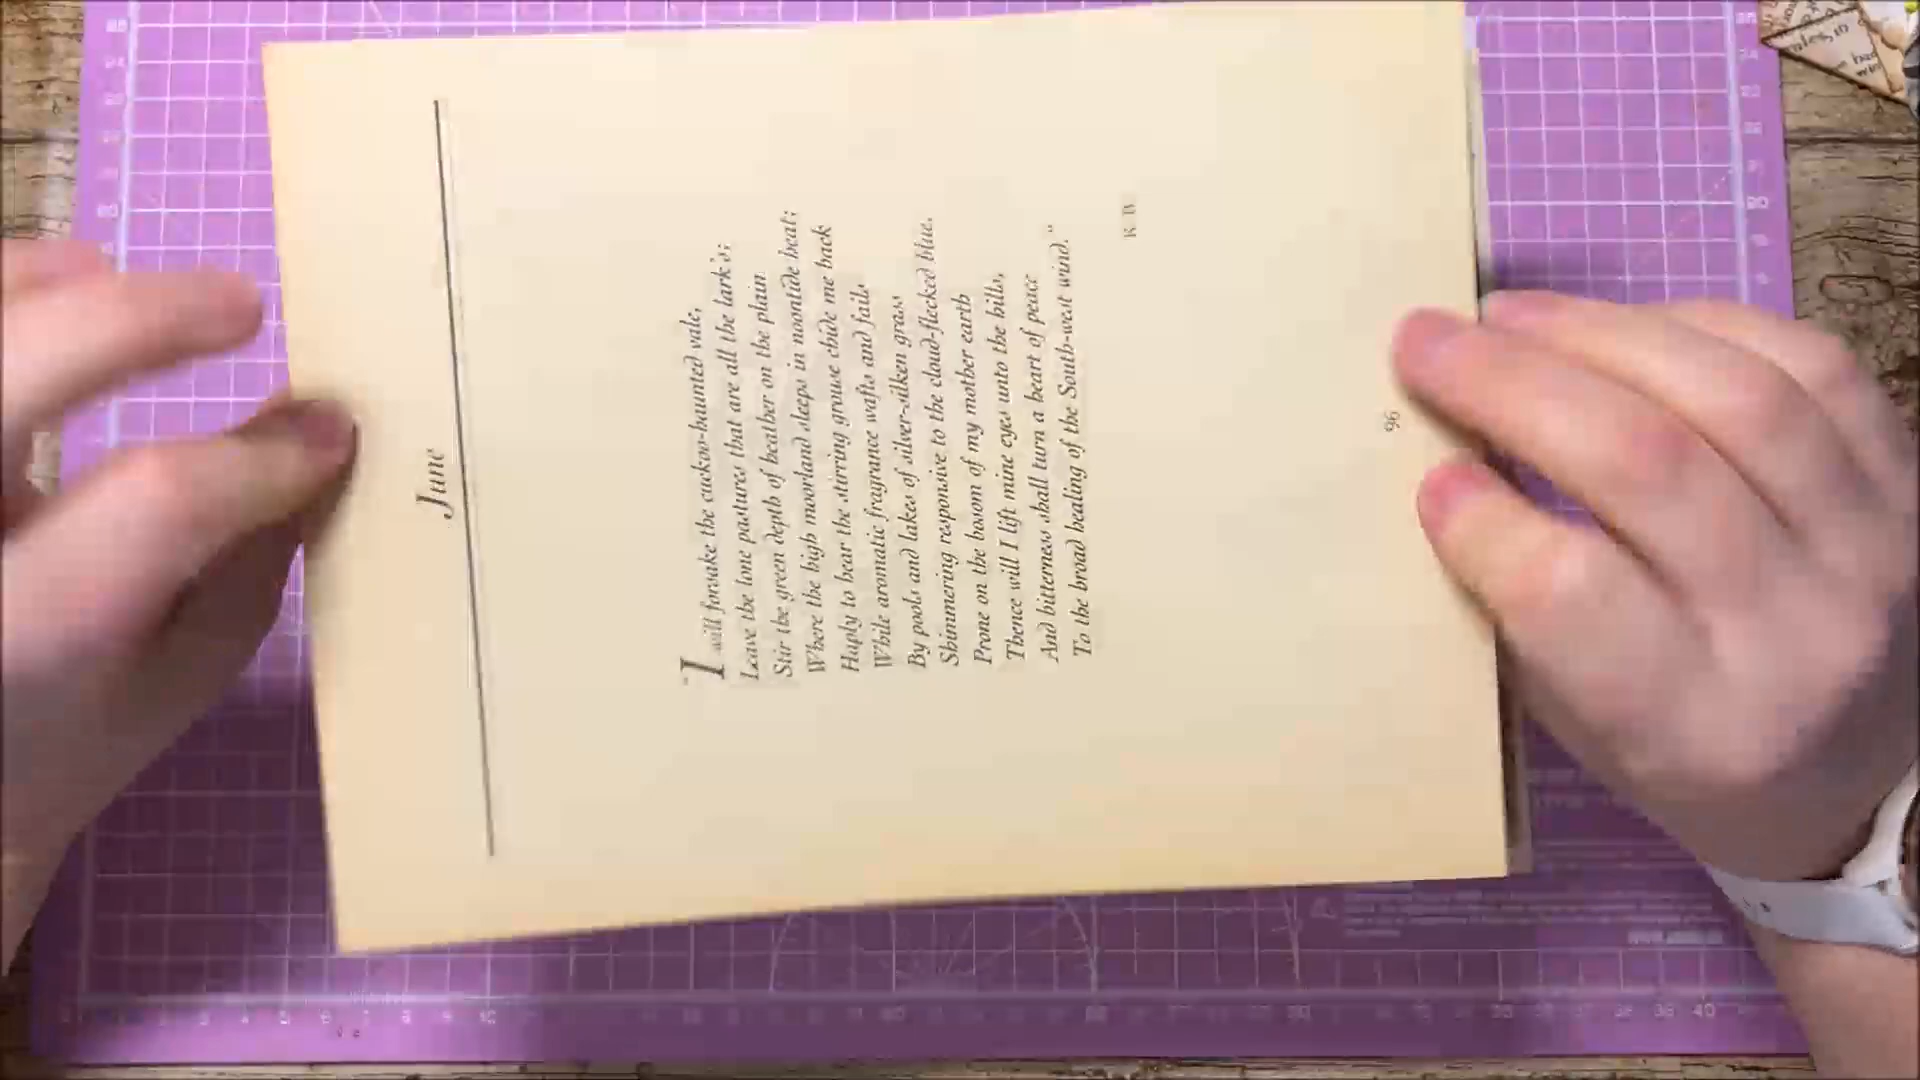 June
"I will forsake the cuckoo-haunted vale,
Leave the lone pastures that are all the lark's;
Stir the green depth of heather on the plain
Where the high moorland sleeps in noontide heat;
Haply to hear the stirring grouse chide me back
While aromatic fragrance wafts and fails
By pools and lakes of silver-silken grass
Shimmering responsive to the cloud-flecked blue.
Prone on the bosom of my mother earth
Thence will I lift mine eyes unto the hills,
And bitterness shall turn a heart of peace
To the broad healing of the South-west wind."
96